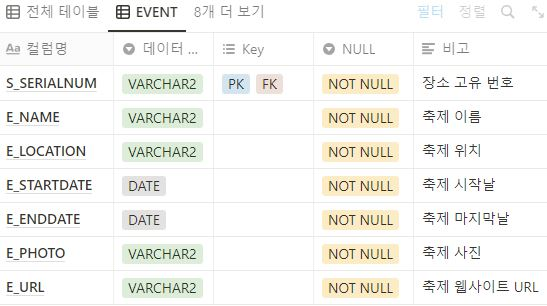 전체 테이블 EVENT 8개 더 보기 필터 정렬
Aa 컬럼명 데이터 ... Key NULL 비고
S_SERIALNUM VARCHAR2 PK FK NOT NULL 장소 고유 번호
E_NAME VARCHAR2 NOT NULL 축제 이름
E_LOCATION VARCHAR2 NOT NULL 축제 위치
E_STARTDATE DATE NOT NULL 축제 시작날
E_ENDDATE DATE NOT NULL 축제 마지막날
E_PHOTO VARCHAR2 NOT NULL 축제 사진
E_URL VARCHAR2 NOT NULL 축제 웹사이트 URL